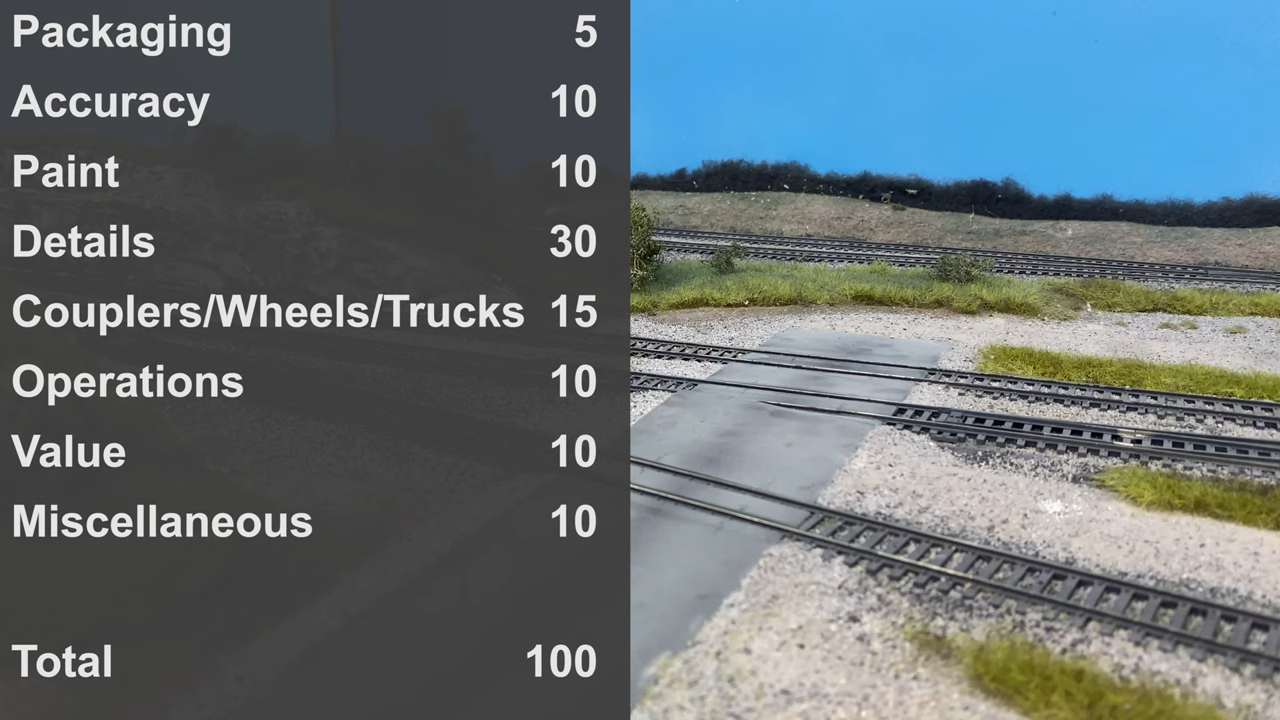 Packaging 5
Accuracy 10
Paint 10
Details 30
Couplers/Wheels/Trucks 15
Operations 10
Value 10
Miscellaneous 10
Total 100